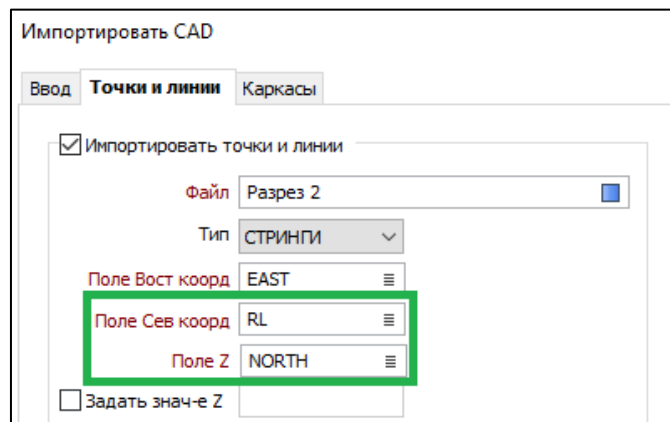 Импортировать CAD
Ввод Точки и линии Каркасы
Импортировать точки и линии
Файл Разрез 2
Тип СТРИНГИ
Поле Вост коорд EAST
Поле Сев коорд RL
Поле Z NORTH
Задать знач-е Z